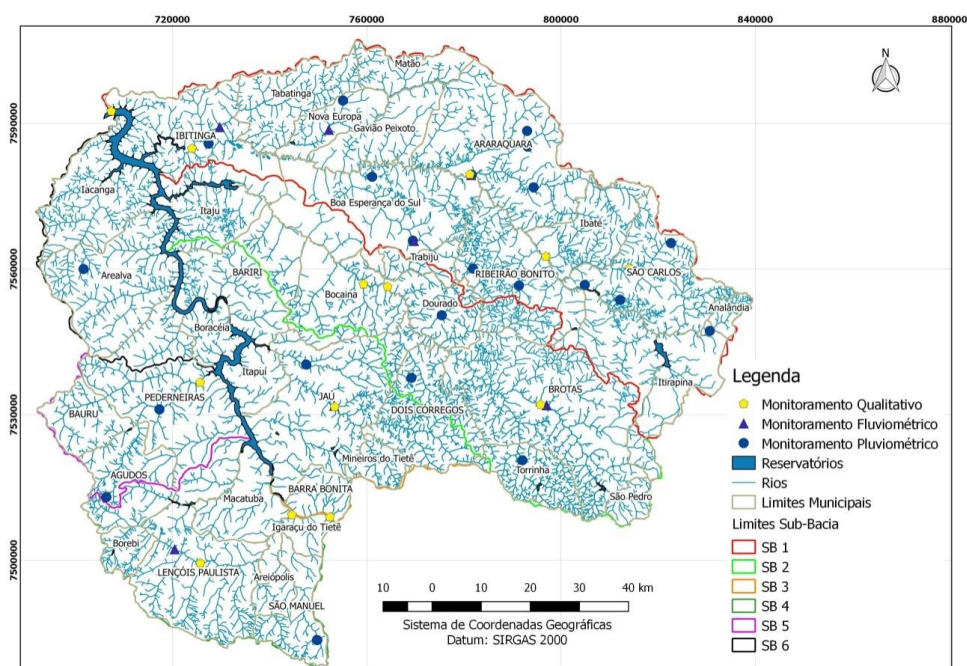 720000 760000 800000 840000 880000
N
7590000
7560000
7530000
7500000
Matão
Tabatinga
Nova Europa
Gavião Peixoto
IBITINGA
ARARAQUARA
Iacanga
Itaju
Boa Esperança do Sul
Ibaté
Trabiju
Arealva
BARIRI
RIBEIRÃO BONITO
SÃO CARLOS
Bocaina
Dourado
Analândia
Boracéia
Itapuí
Itirapina
PEDERNEIRAS
JAÚ
BROTAS
BAURU
DOIS CÓRREGOS
Mineiros do Tietê
Torrinha
AGUDOS
São Pedro
Macatuba
BARRA BONITA
Igaraçu do Tietê
Borebi
LENÇÓIS PAULISTA
Areiópolis
SÃO MANUEL
Legenda
Monitoramento Qualitativo
Monitoramento Fluviométrico
Monitoramento Pluviométrico
Reservatórios
Rios
Limites Municipais
Limites Sub-Bacia
SB 1
SB 2
SB 3
SB 4
SB 5
SB 6
10 0 10 20 30 40 km
Sistema de Coordenadas Geográficas
Datum: SIRGAS 2000